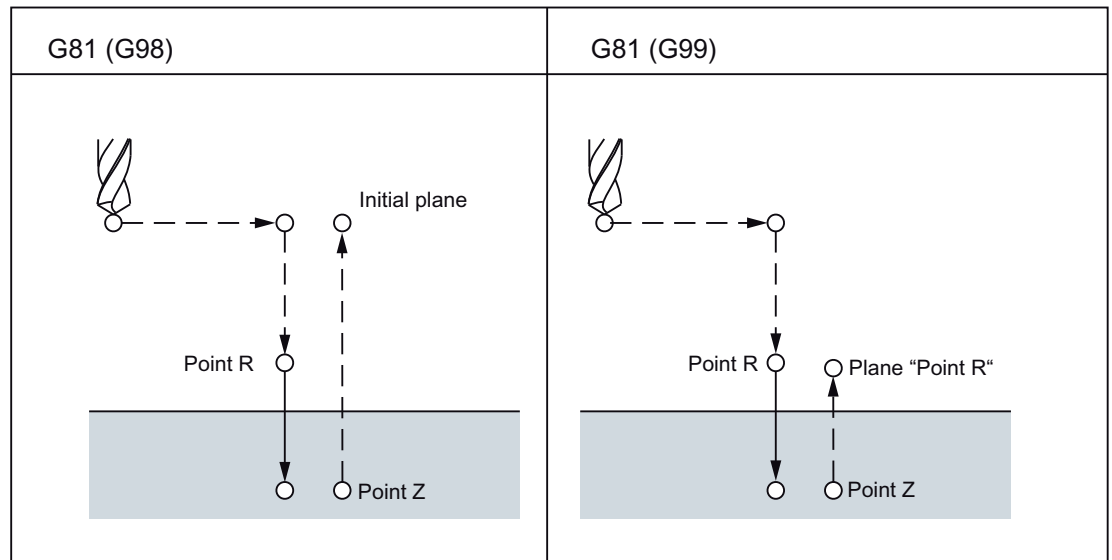 G81 (G98)
G81 (G99)
Initial plane
Point R
Point Z
Point R
Plane “Point R“
Point Z